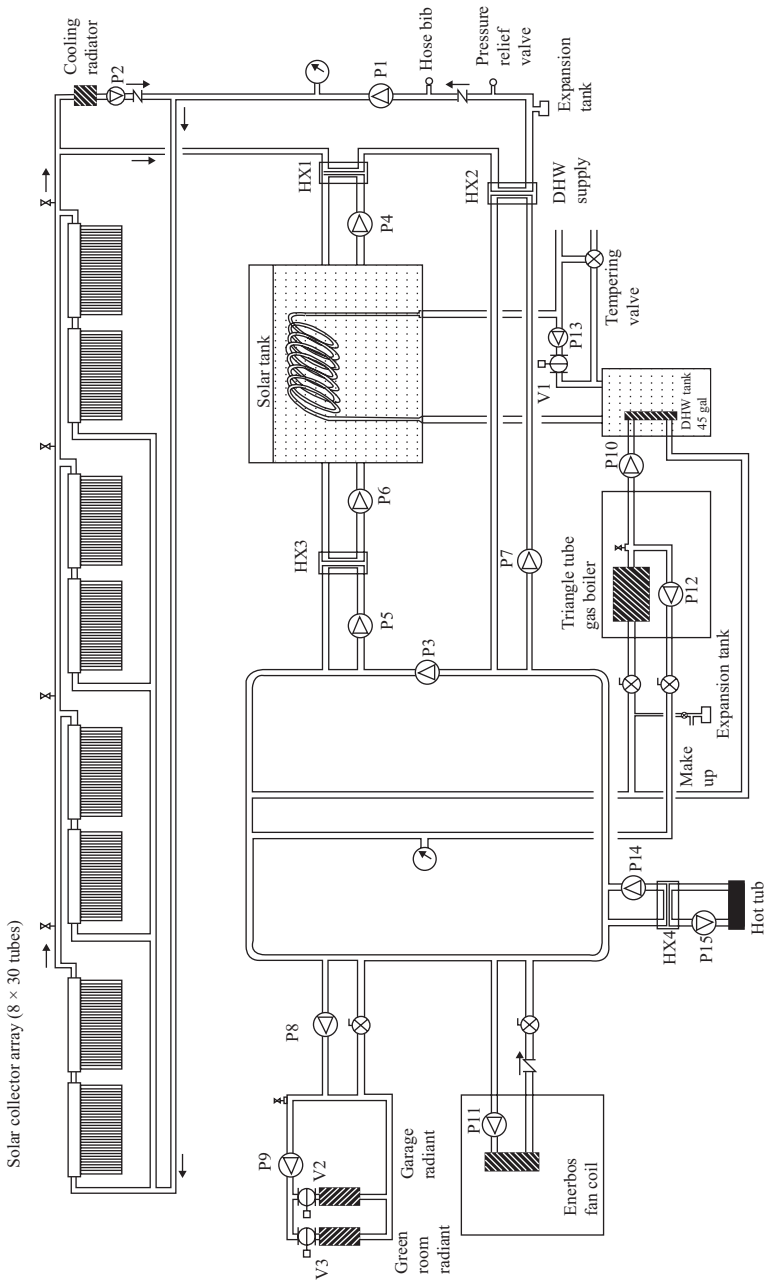 Solar collector array (8 × 30 tubes)
Cooling
radiator
P2
P1
Hose bib
Pressure
relief
valve
Expansion
tank
HX1
HX2
DHW
supply
P4
Solar tank
Tempering
valve
P13
V1
DHW tank
45 gal
P10
P6
HX3
P5
P7
Triangle tube
gas boiler
P12
P3
Expansion tank
Make
up
P14
HX4
P15
Hot tub
P8
P9
V2
V3
Garage
radiant
Green
room
radiant
P11
Enerbos
fan coil